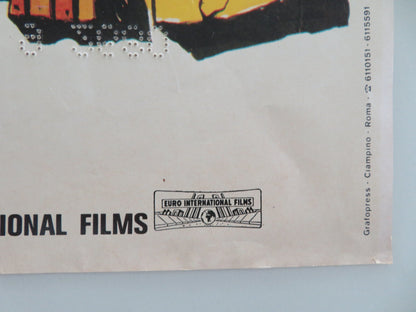 IONAL FILMS
EURO INTERNATIONAL FILMS
Grafopress - Ciampino - Roma - ☎ 6110151 - 6115591